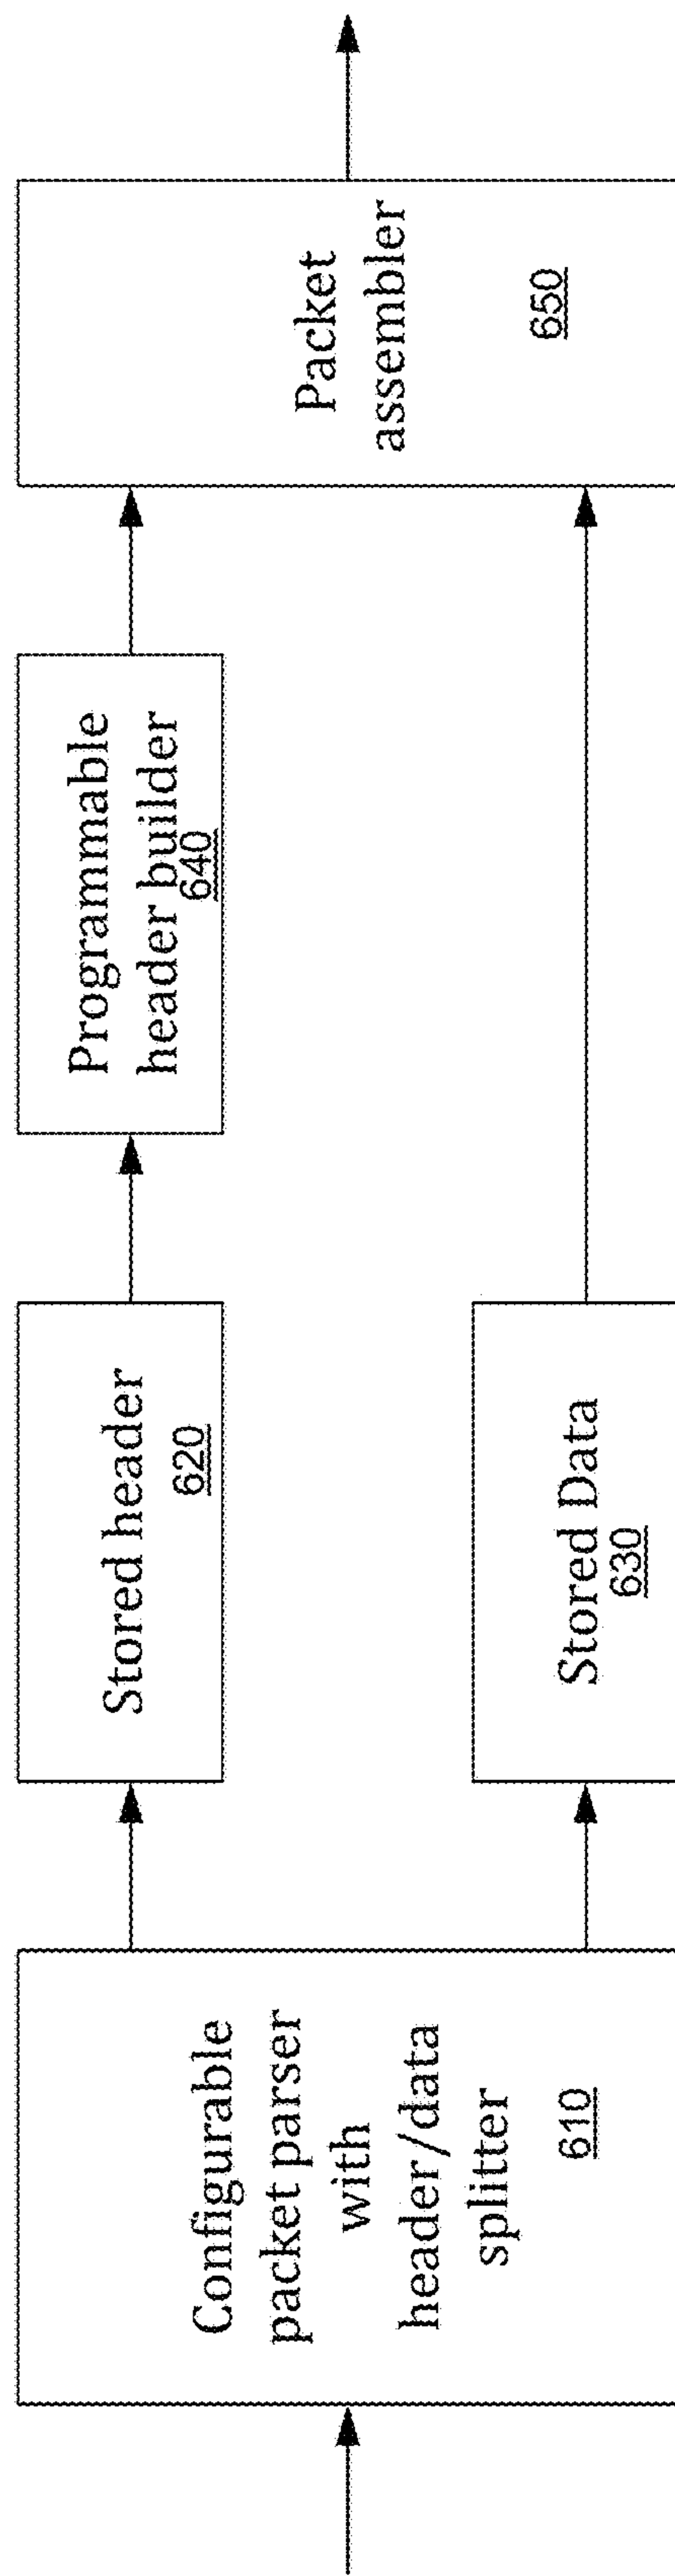 Configurable
packet parser
with
header/data
splitter
610
Stored header
620
Stored Data
630
Programmable
header builder
640
Packet
assembler
650